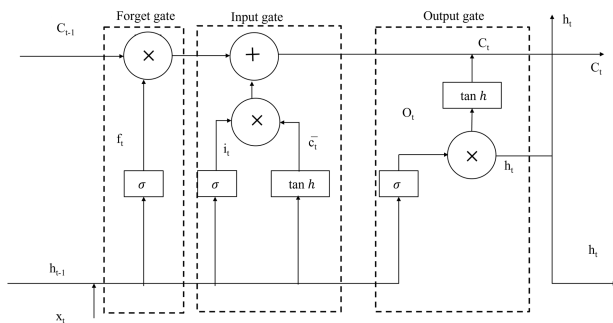 Forget gate
Input gate
Output gate
h_t
C_{t-1}
×
+
C_t
C_t
tan h
f_t
i_t
×
c̄_t
O_t
×
h_t
σ
σ
tan h
σ
h_t
h_{t-1}
x_t